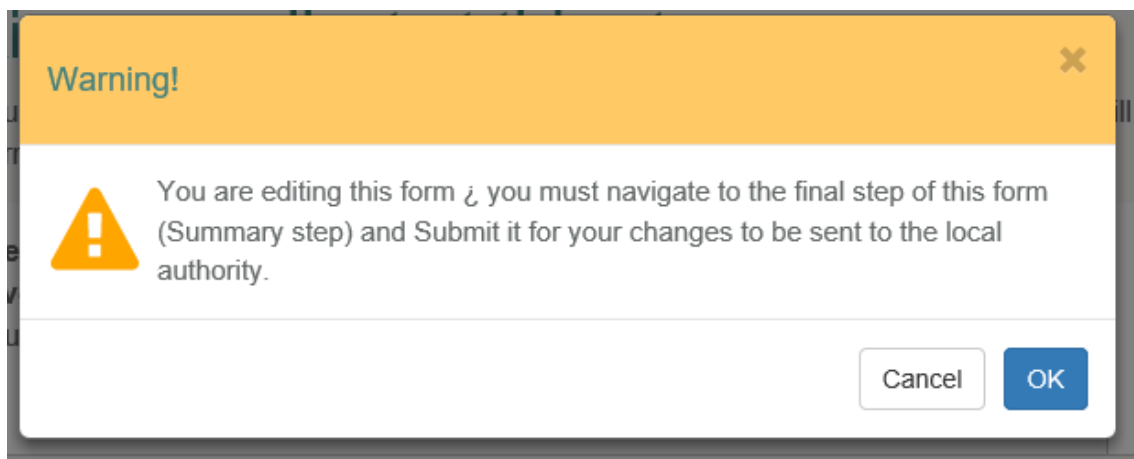 Warning!
You are editing this form ¿ you must navigate to the final step of this form
(Summary step) and Submit it for your changes to be sent to the local
authority.
Cancel
OK